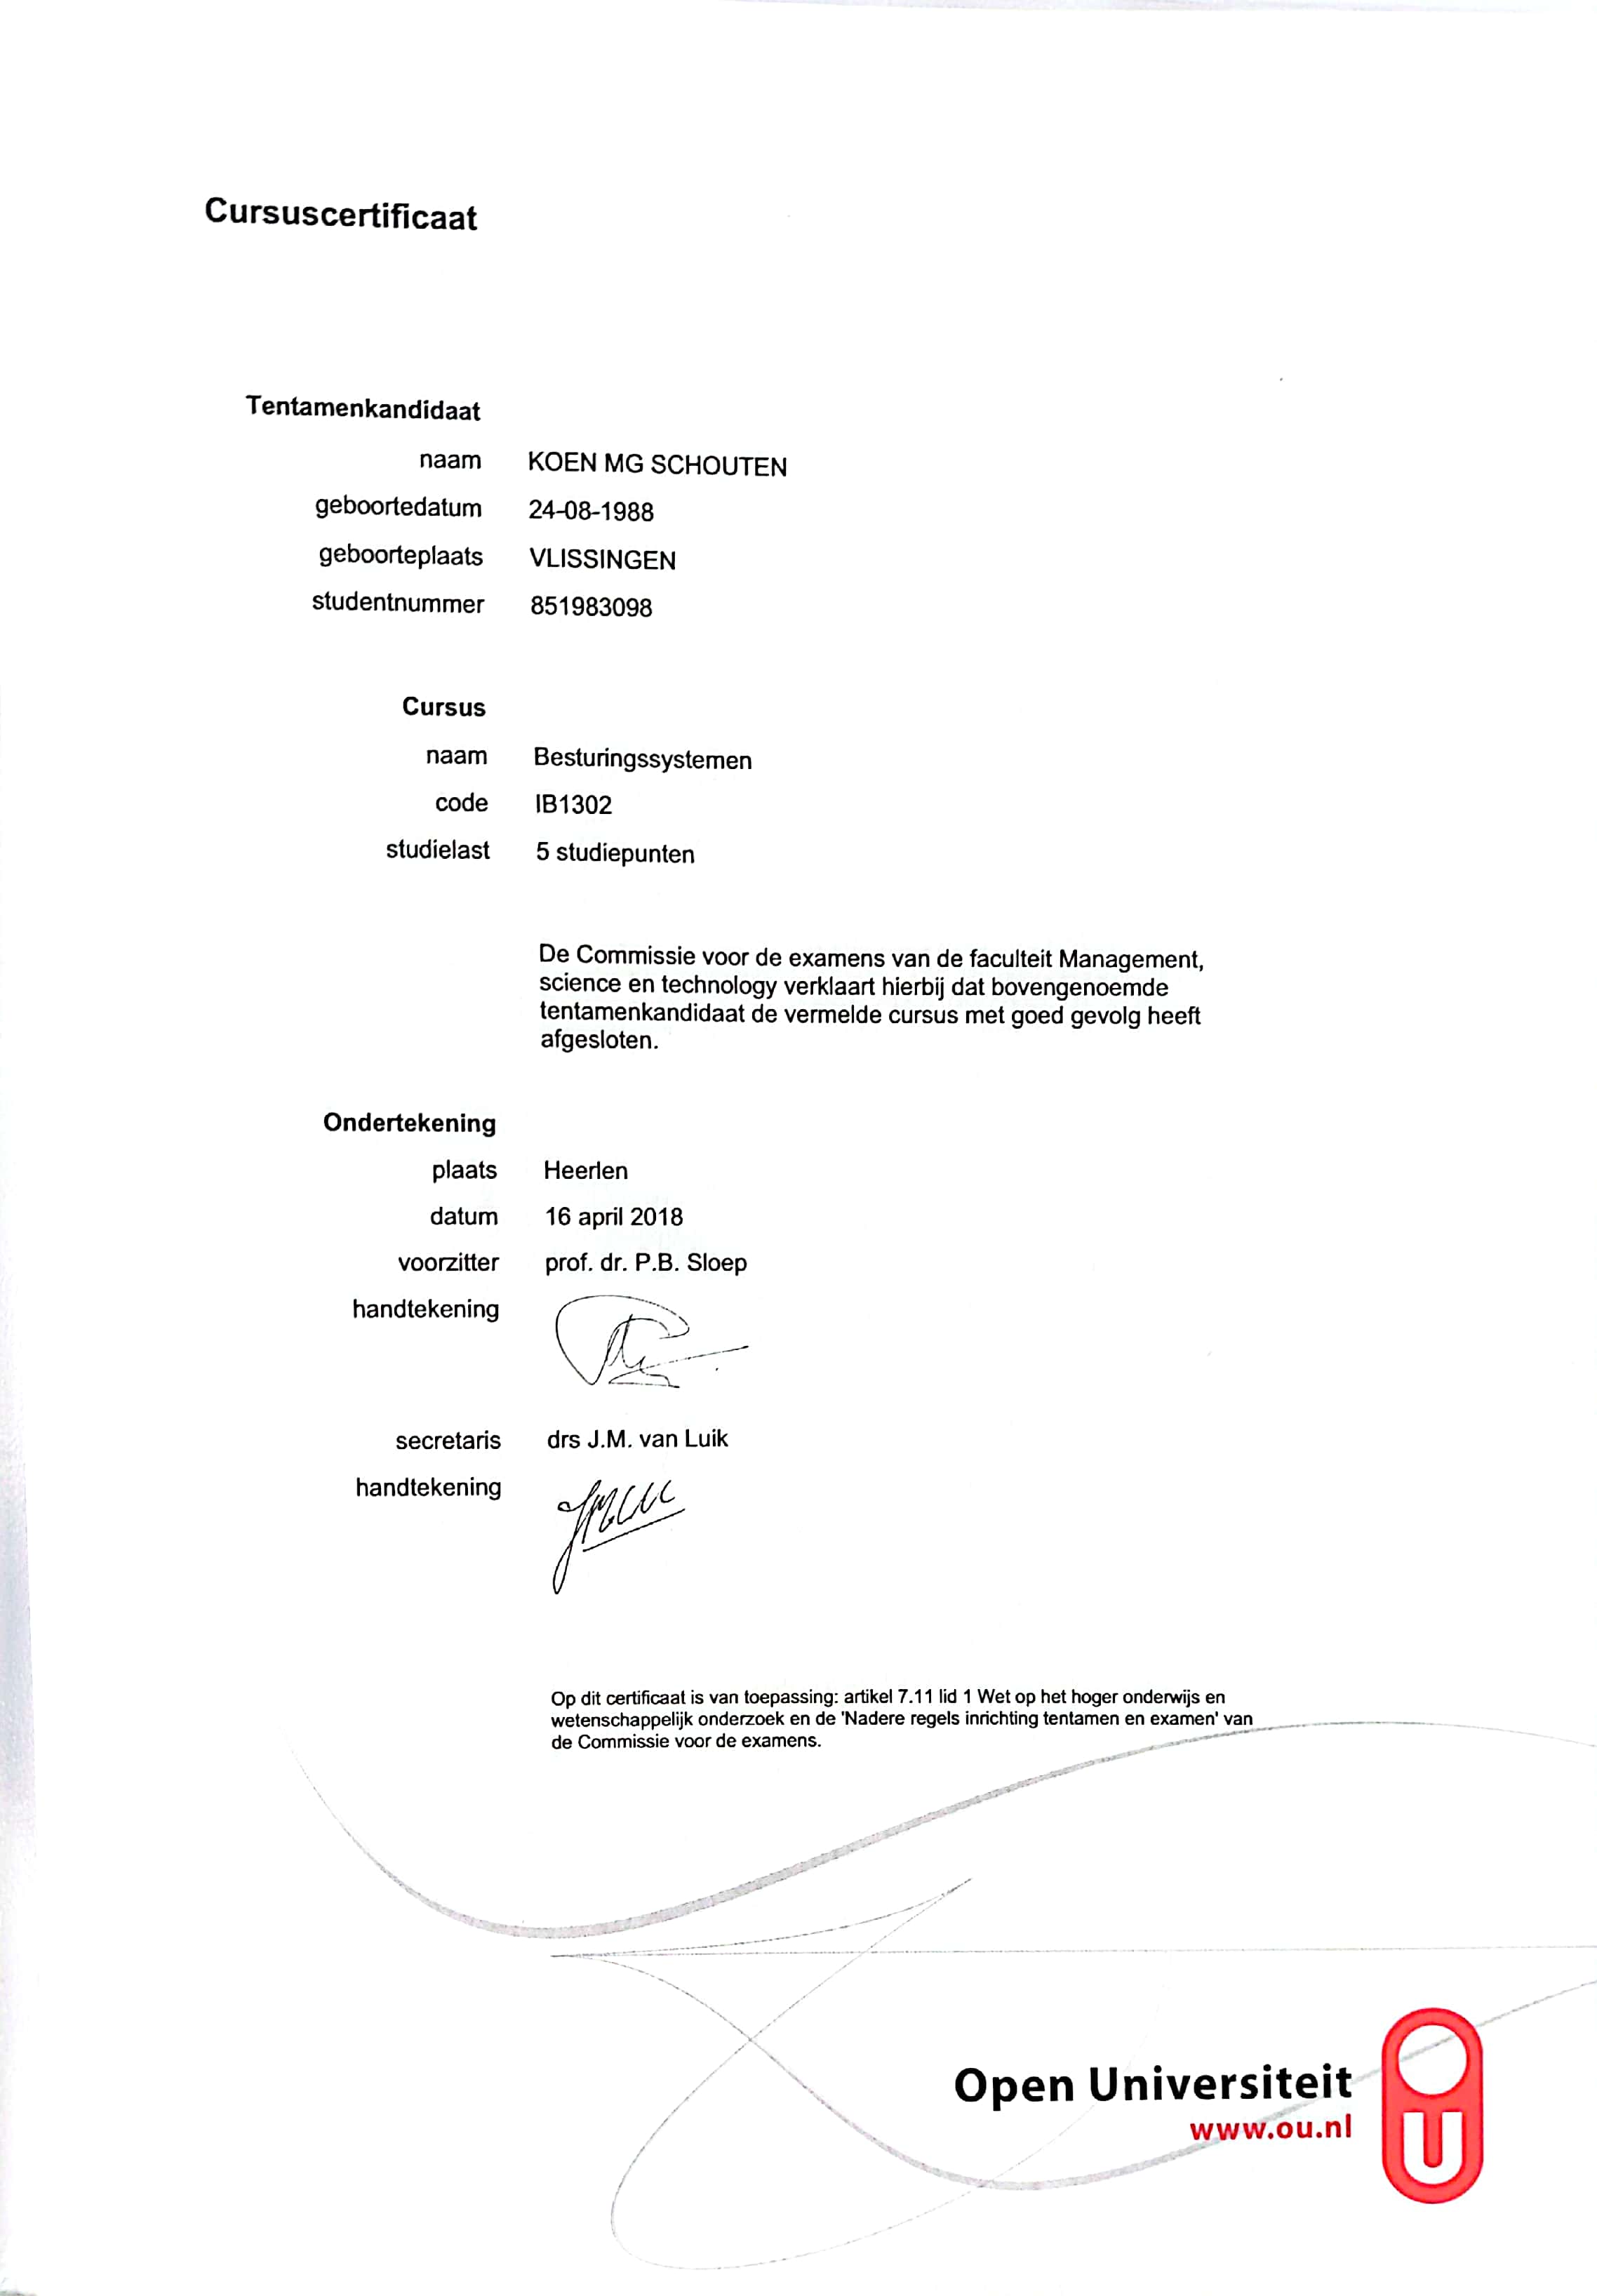 Cursuscertificaat
Tentamenkandidaat
naam KOEN MG SCHOUTEN
geboortedatum 24-08-1988
geboorteplaats VLISSINGEN
studentnummer 851983098
Cursus
naam Besturingssystemen
code IB1302
studielast 5 studiepunten
De Commissie voor de examens van de faculteit Management,
science en technology verklaart hierbij dat bovengenoemde
tentamenkandidaat de vermelde cursus met goed gevolg heeft
afgesloten.
Ondertekening
plaats Heerlen
datum 16 april 2018
voorzitter prof. dr. P.B. Sloep
handtekening
secretaris drs J.M. van Luik
handtekening
Op dit certificaat is van toepassing: artikel 7.11 lid 1 Wet op het hoger onderwijs en
wetenschappelijk onderzoek en de 'Nadere regels inrichting tentamen en examen' van
de Commissie voor de examens.
Open Universiteit
www.ou.nl